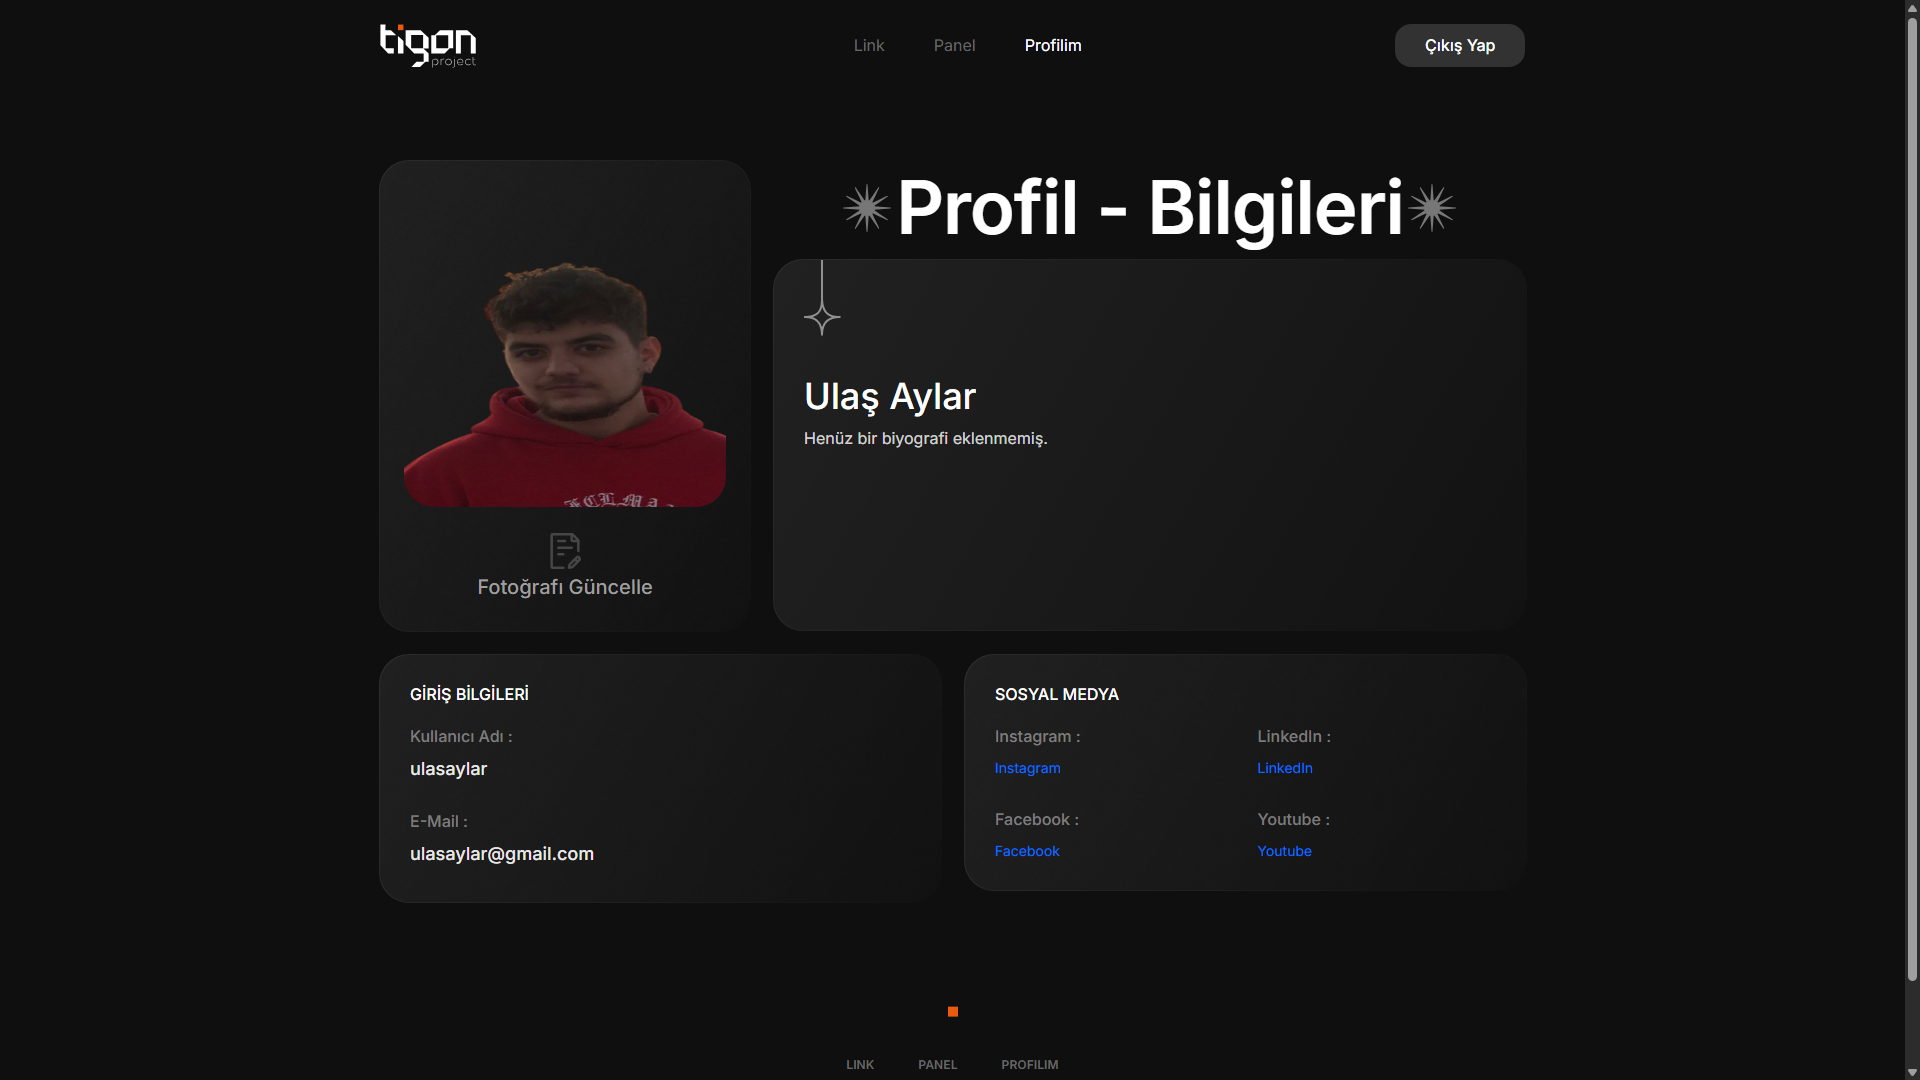 tigon
project
Link
Panel
Profilim
Çıkış Yap
Profil - Bilgileri
Ulaş Aylar
Henüz bir biyografi eklenmemiş.
Fotoğrafı Güncelle
GİRİŞ BİLGİLERİ
Kullanıcı Adı :
ulasaylar
E-Mail :
ulasaylar@gmail.com
SOSYAL MEDYA
Instagram :
Instagram
LinkedIn :
LinkedIn
Facebook :
Facebook
Youtube :
Youtube
LINK
PANEL
PROFILIM